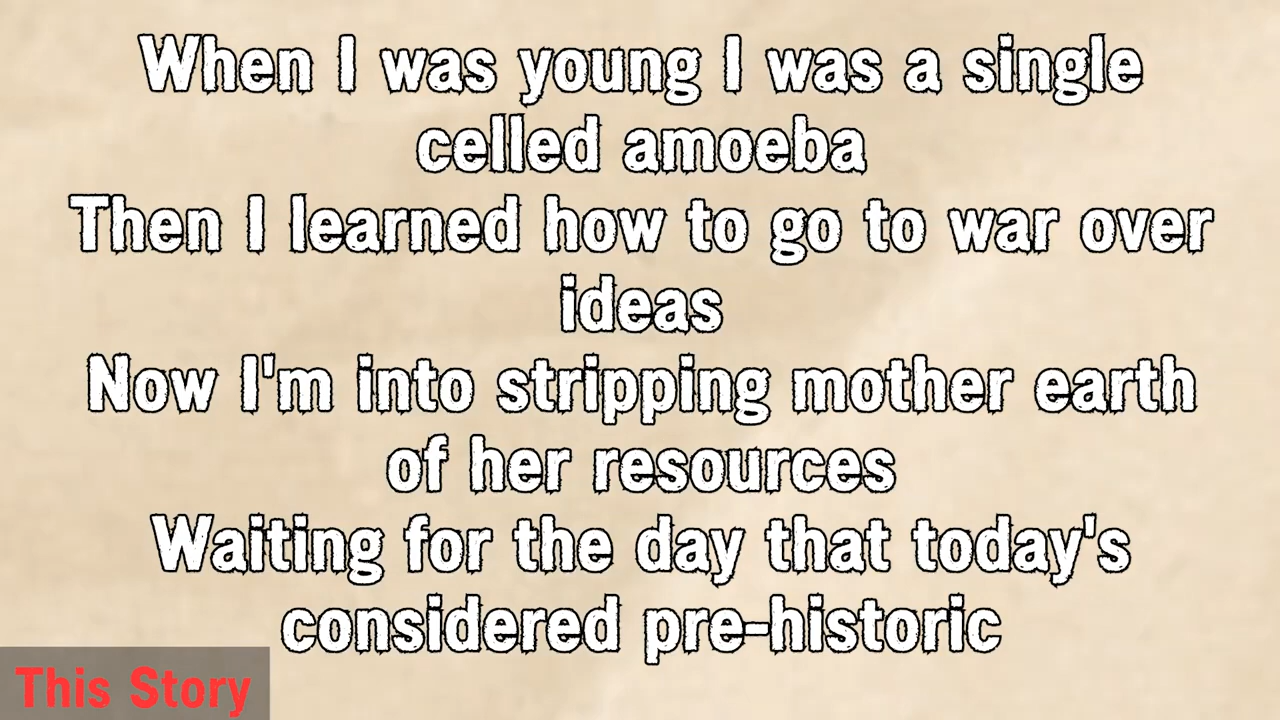 When I was young I was a single
celled amoeba
Then I learned how to go to war over
ideas
Now I'm into stripping mother earth
of her resources
Waiting for the day that today's
considered pre-historic
This Story